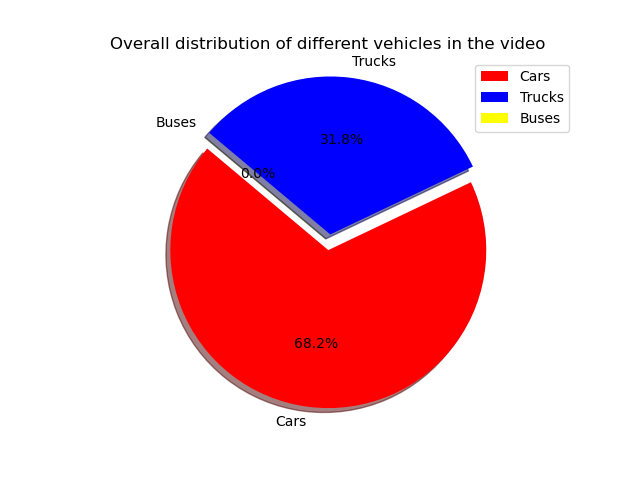 Overall distribution of different vehicles in the video
Trucks
Cars
Trucks
Buses
Buses
31.8%
0.0%
68.2%
Cars